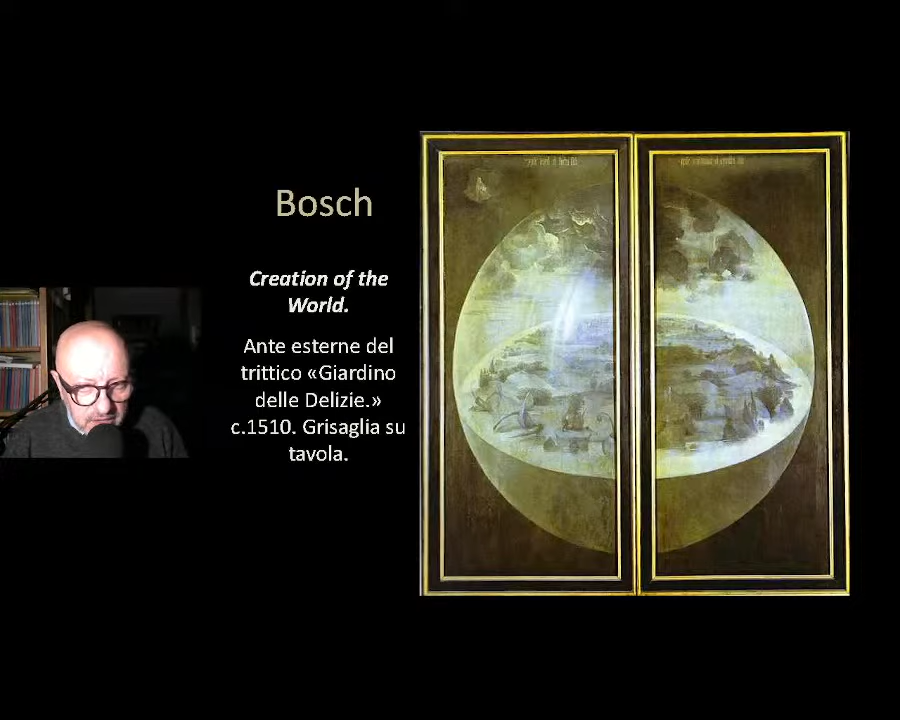 Bosch
Creation of the
World.
Ante esterne del
trittico «Giardino
delle Delizie.»
c.1510. Grisaglia su
tavola.